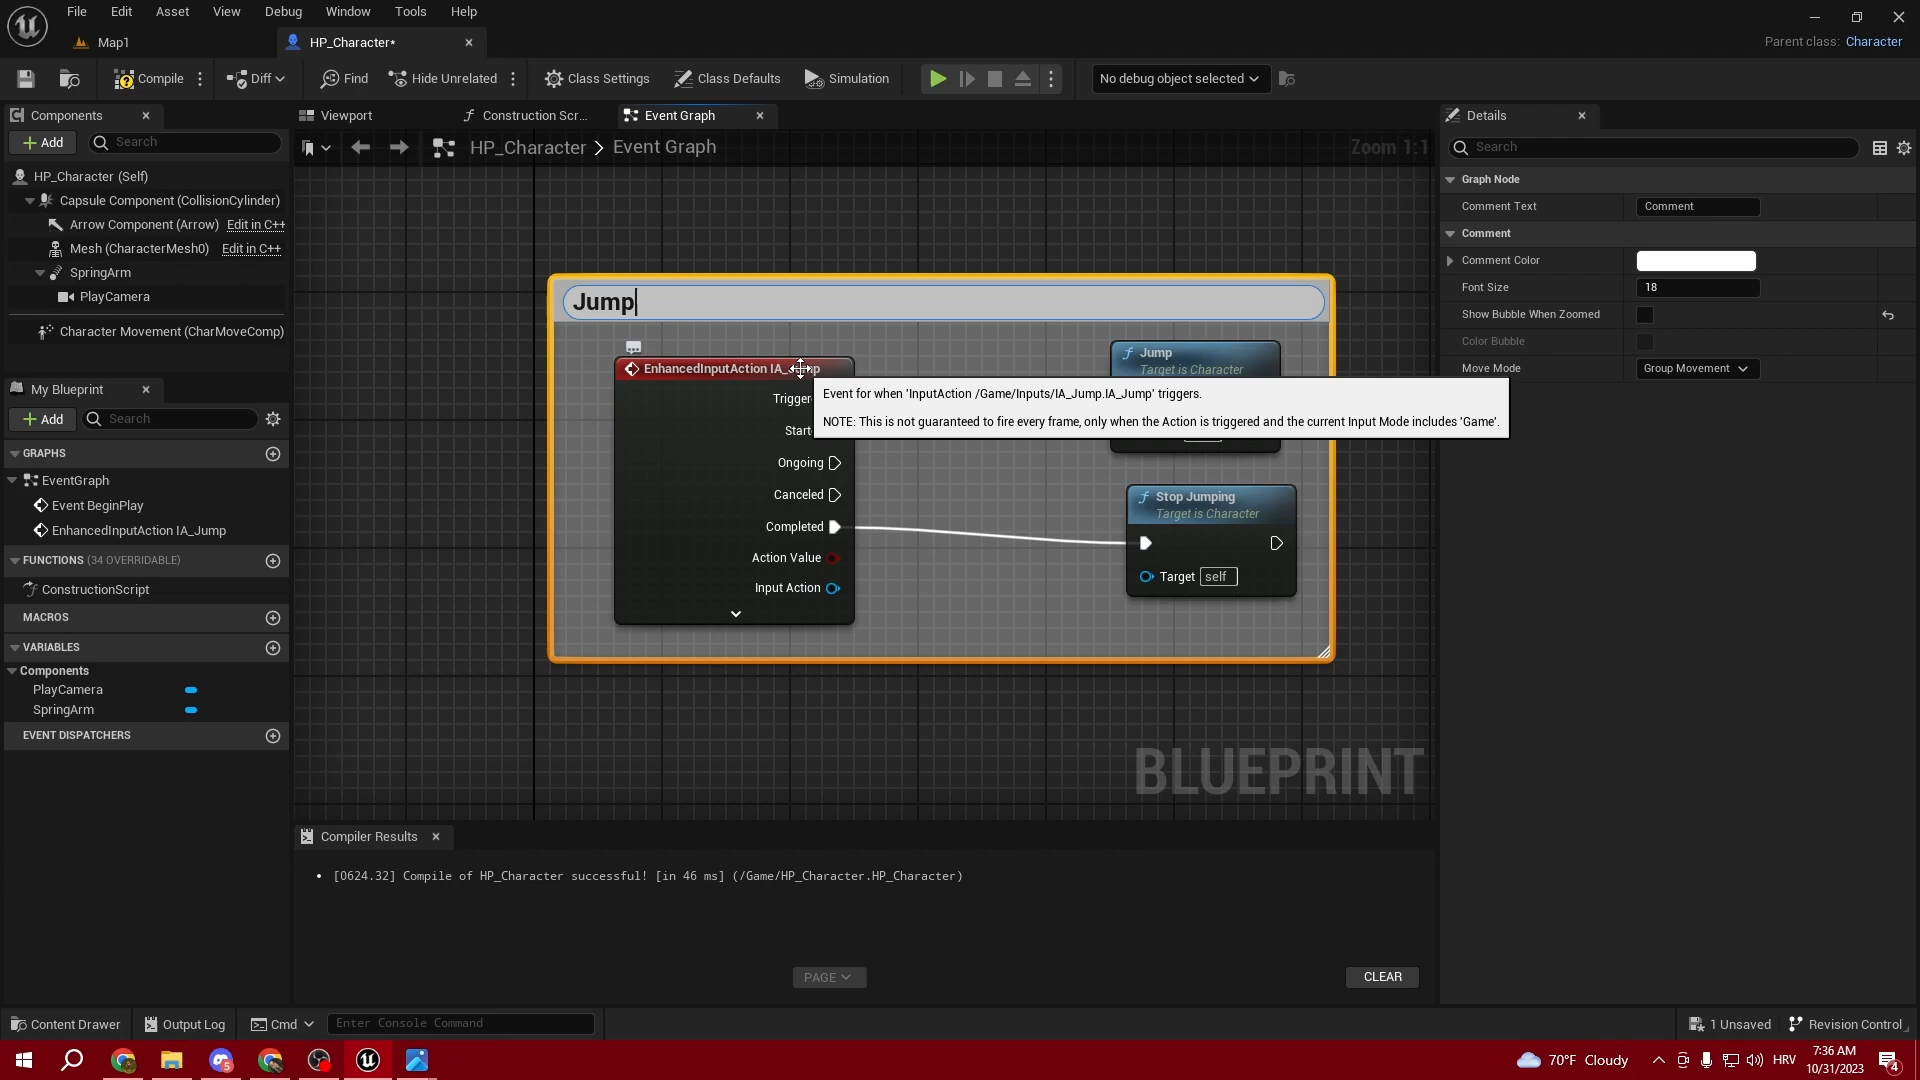 File Edit Asset View Debug Window Tools Help
Map1
HP_Character*
Parent class: Character
Compile
Diff
Find
Hide Unrelated
Class Settings
Class Defaults
Simulation
No debug object selected
Components
Add
Search
HP_Character (Self)
Capsule Component (CollisionCylinder)
Arrow Component (Arrow) Edit in C++
Mesh (CharacterMesh0) Edit in C++
SpringArm
PlayCamera
Character Movement (CharMoveComp)
My Blueprint
Add
Search
GRAPHS
EventGraph
Event BeginPlay
EnhancedInputAction IA_Jump
FUNCTIONS (34 OVERRIDABLE)
ConstructionScript
MACROS
VARIABLES
Components
PlayCamera
SpringArm
EVENT DISPATCHERS
Viewport
Construction Scr...
Event Graph
HP_Character > Event Graph
Zoom 1:1
Jump
EnhancedInputAction IA_
Trigger
Start
Ongoing
Canceled
Completed
Action Value
Input Action
Jump
Target is Character
Event for when 'InputAction /Game/Inputs/IA_Jump.IA_Jump' triggers.
NOTE: This is not guaranteed to fire every frame, only when the Action is triggered and the current Input Mode includes 'Game'.
Stop Jumping
Target is Character
Target self
BLUEPRINT
Compiler Results
• [0624.32] Compile of HP_Character successful! [in 46 ms] (/Game/HP_Character.HP_Character)
PAGE
CLEAR
Details
Search
Graph Node
Comment Text Comment
Comment
Comment Color
Font Size 18
Show Bubble When Zoomed
Color Bubble
Move Mode Group Movement
Content Drawer
Output Log
Cmd
Enter Console Command
1 Unsaved
Revision Control
5
70°F Cloudy
HRV
7:36 AM
10/31/2023
4